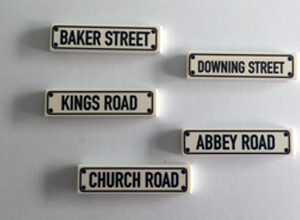 BAKER STREET
DOWNING STREET
KINGS ROAD
ABBEY ROAD
CHURCH ROAD